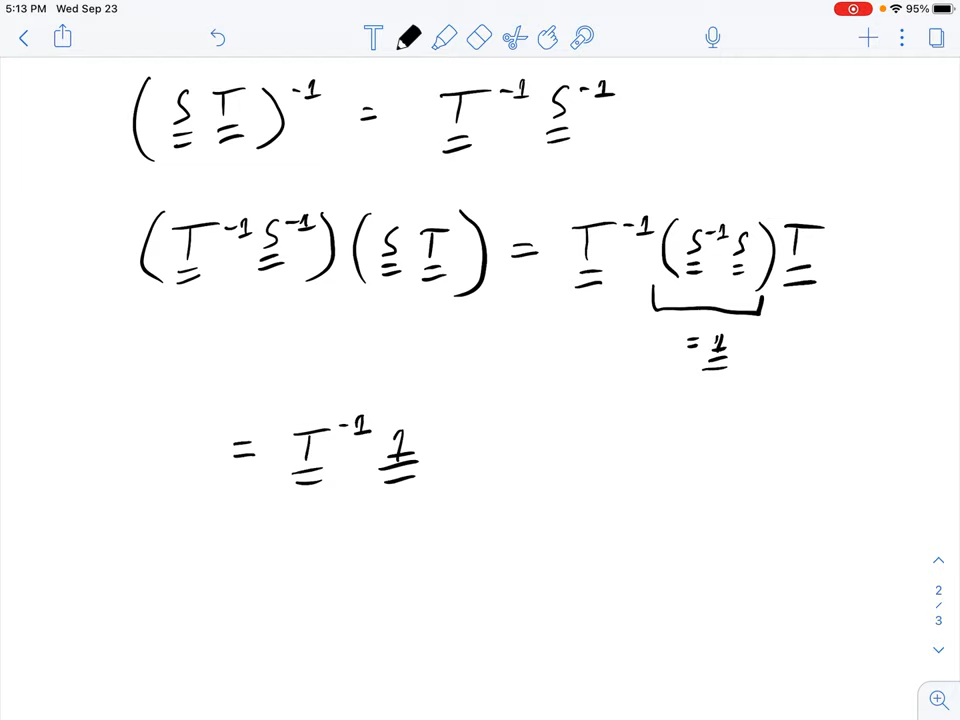 5:13 PM Wed Sep 23 95%
(S T)⁻¹ = T⁻¹ S⁻¹
(T⁻¹ S⁻¹)(S T) = T⁻¹(S⁻¹ S) T
= 1
= T⁻¹ 1
2
/
3